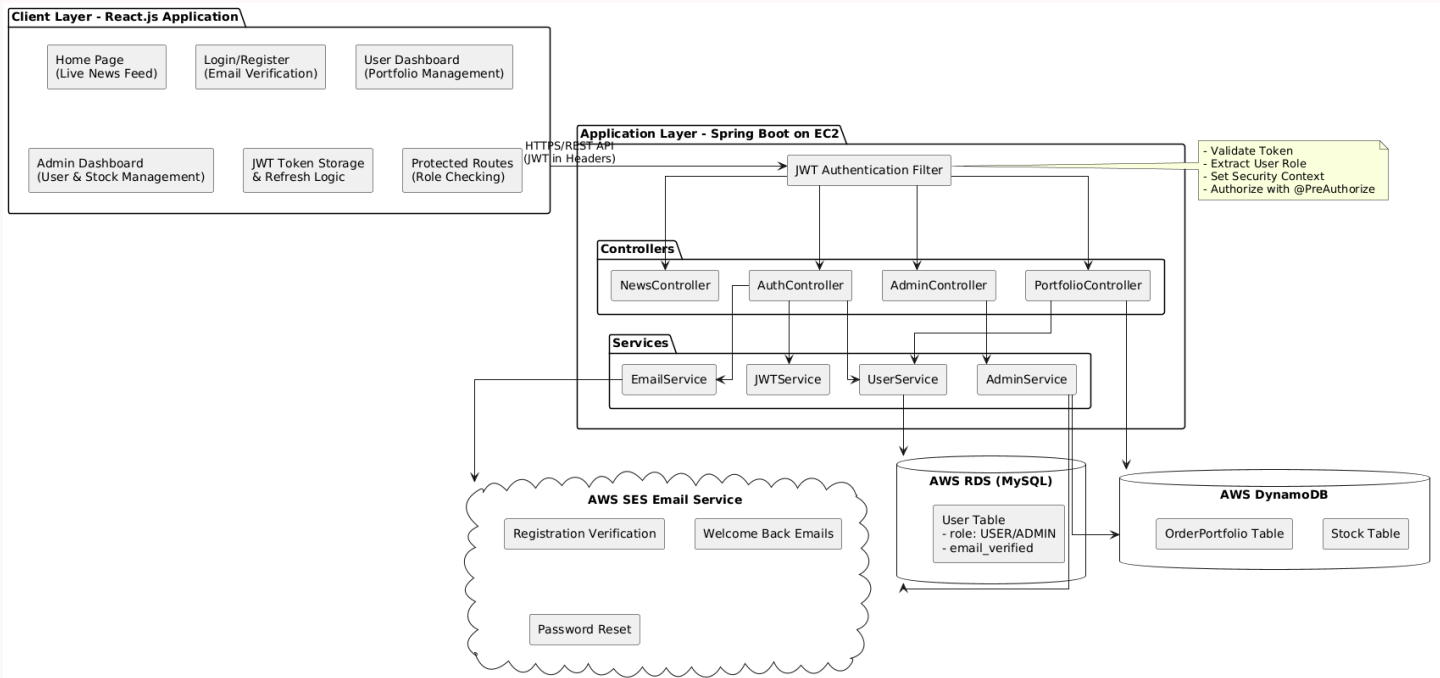 Client Layer - React.js Application
Home Page
(Live News Feed)
Login/Register
(Email Verification)
User Dashboard
(Portfolio Management)
Admin Dashboard
(User & Stock Management)
JWT Token Storage
& Refresh Logic
Protected Routes
(Role Checking)
HTTPS/REST API
(JWT in Headers)
Application Layer - Spring Boot on EC2
JWT Authentication Filter
- Validate Token
- Extract User Role
- Set Security Context
- Authorize with @PreAuthorize
Controllers
NewsController
AuthController
AdminController
PortfolioController
Services
EmailService
JWTService
UserService
AdminService
AWS SES Email Service
Registration Verification
Welcome Back Emails
Password Reset
AWS RDS (MySQL)
User Table
- role: USER/ADMIN
- email_verified
AWS DynamoDB
OrderPortfolio Table
Stock Table